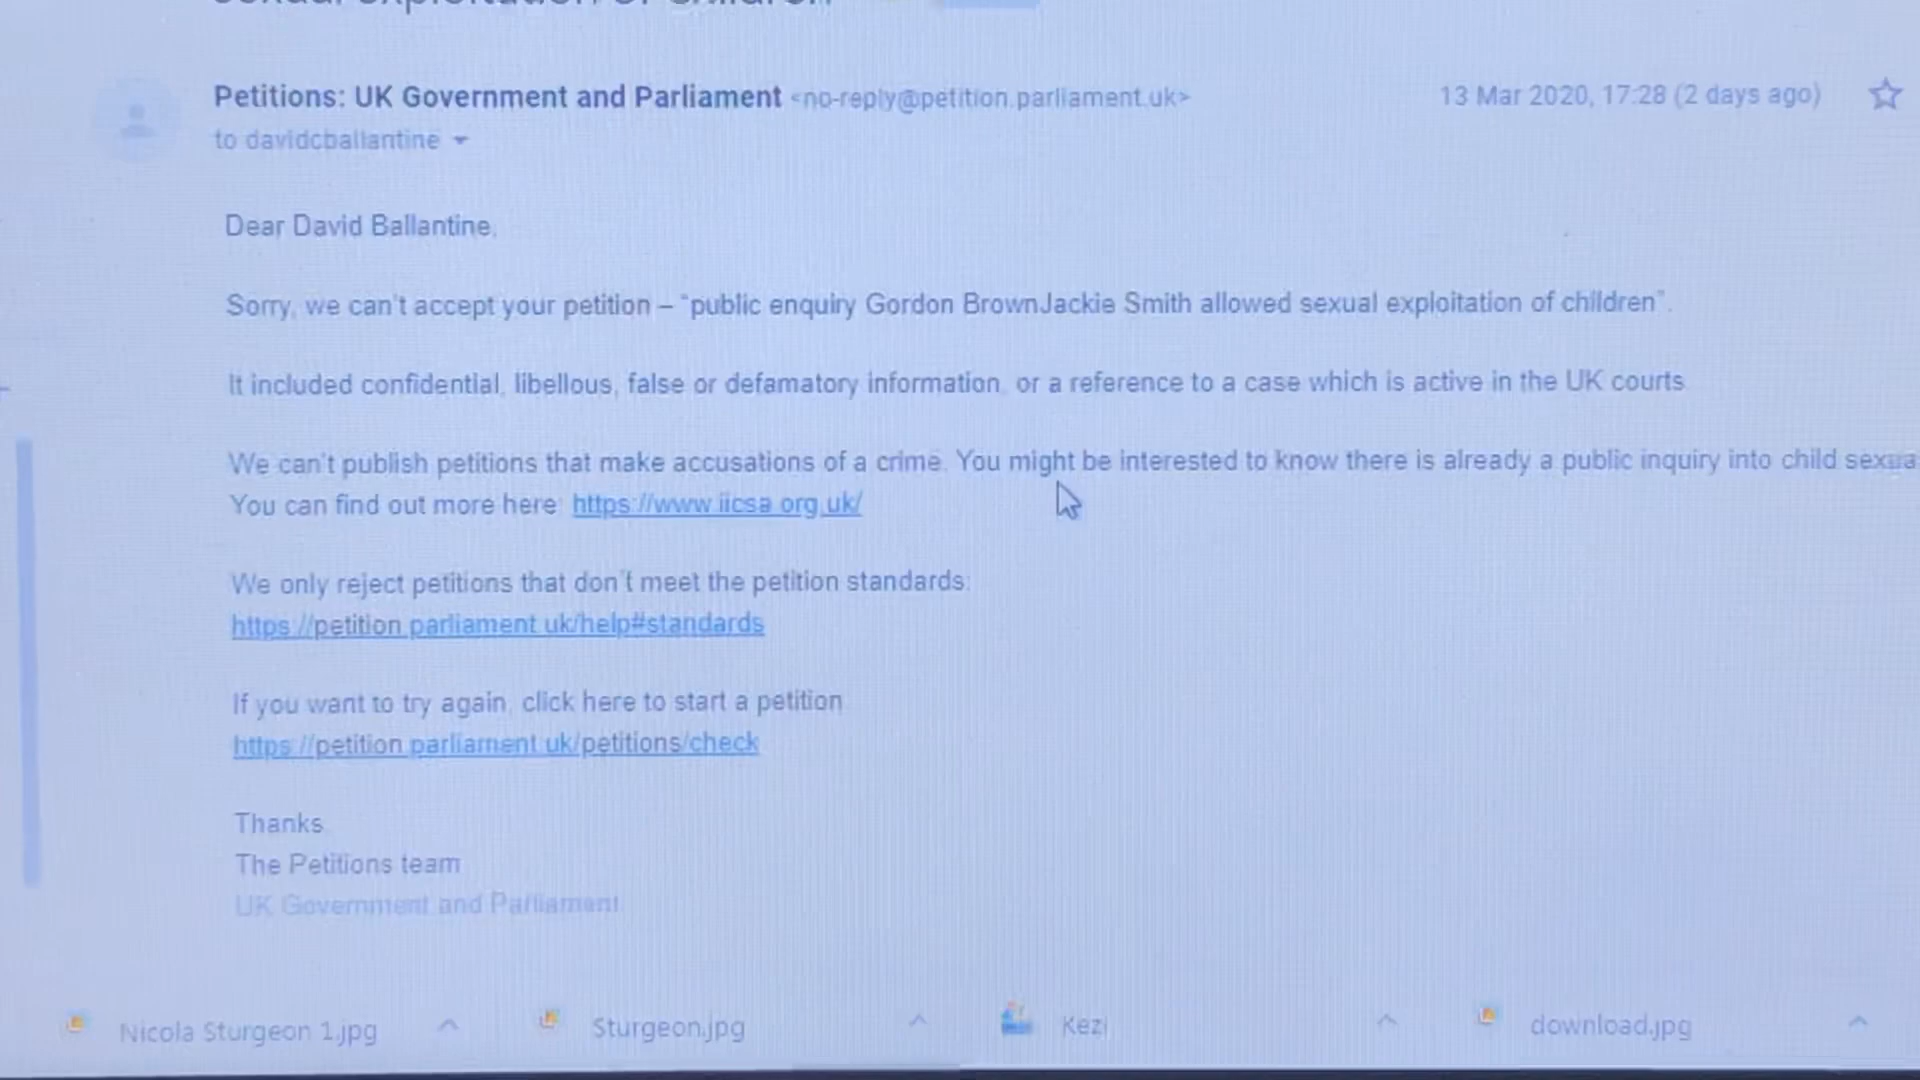 sexual exploitation of children
Petitions: UK Government and Parliament <no-reply@petition.parliament.uk> 13 Mar 2020, 17:28 (2 days ago)
to davidcballantine
Dear David Ballantine,
Sorry, we can't accept your petition – "public enquiry Gordon BrownJackie Smith allowed sexual exploitation of children".
It included confidential, libellous, false or defamatory information, or a reference to a case which is active in the UK courts
We can't publish petitions that make accusations of a crime. You might be interested to know there is already a public inquiry into child sexua
You can find out more here: https://www.iicsa.org.uk/
We only reject petitions that don't meet the petition standards:
https://petition.parliament.uk/help#standards
If you want to try again, click here to start a petition
https://petition.parliament.uk/petitions/check
Thanks
The Petitions team
UK Government and Parliament
Nicola Sturgeon 1.jpg Sturgeon.jpg Kezi download.jpg